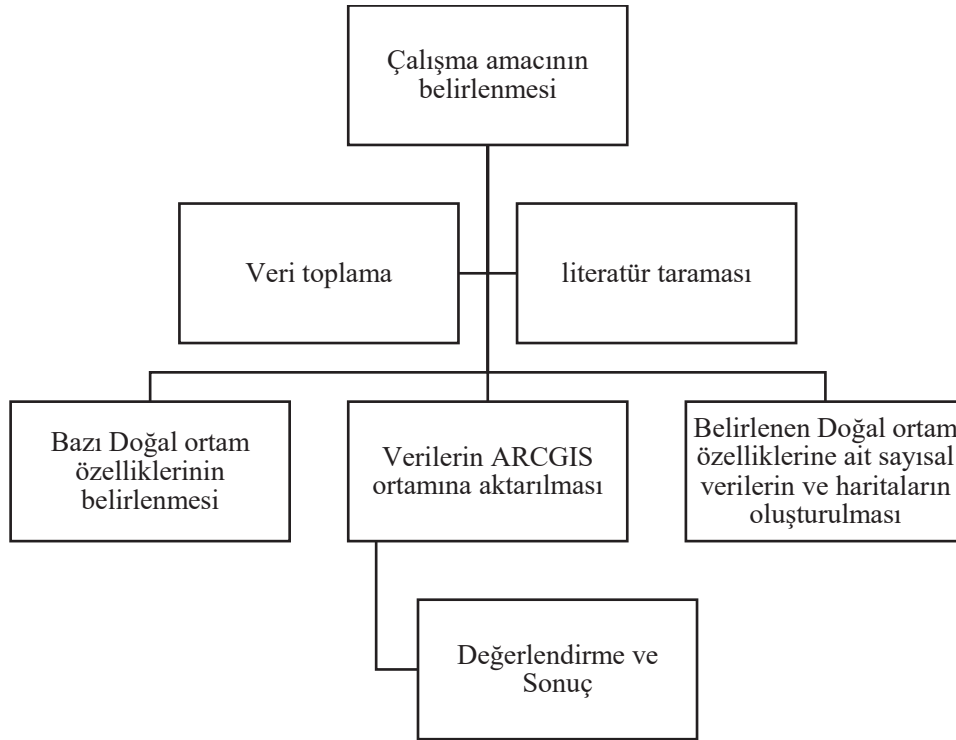 Çalışma amacının
belirlenmesi
Veri toplama
literatür taraması
Bazı Doğal ortam
özelliklerinin
belirlenmesi
Verilerin ARCGIS
ortamına aktarılması
Belirlenen Doğal ortam
özelliklerine ait sayısal
verilerin ve haritaların
oluşturulması
Değerlendirme ve
Sonuç